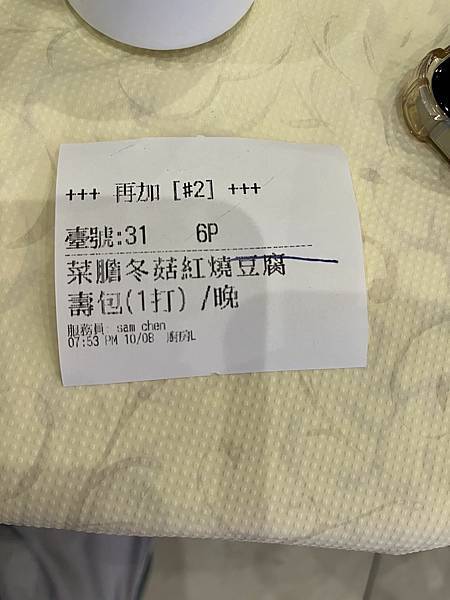 +++ 再加 [#2] +++
臺號:31 6P
菜膽冬菇紅燒豆腐
壽包(1打) /晚
服務員: sam chen
07:53 PM 10/08 廚房L